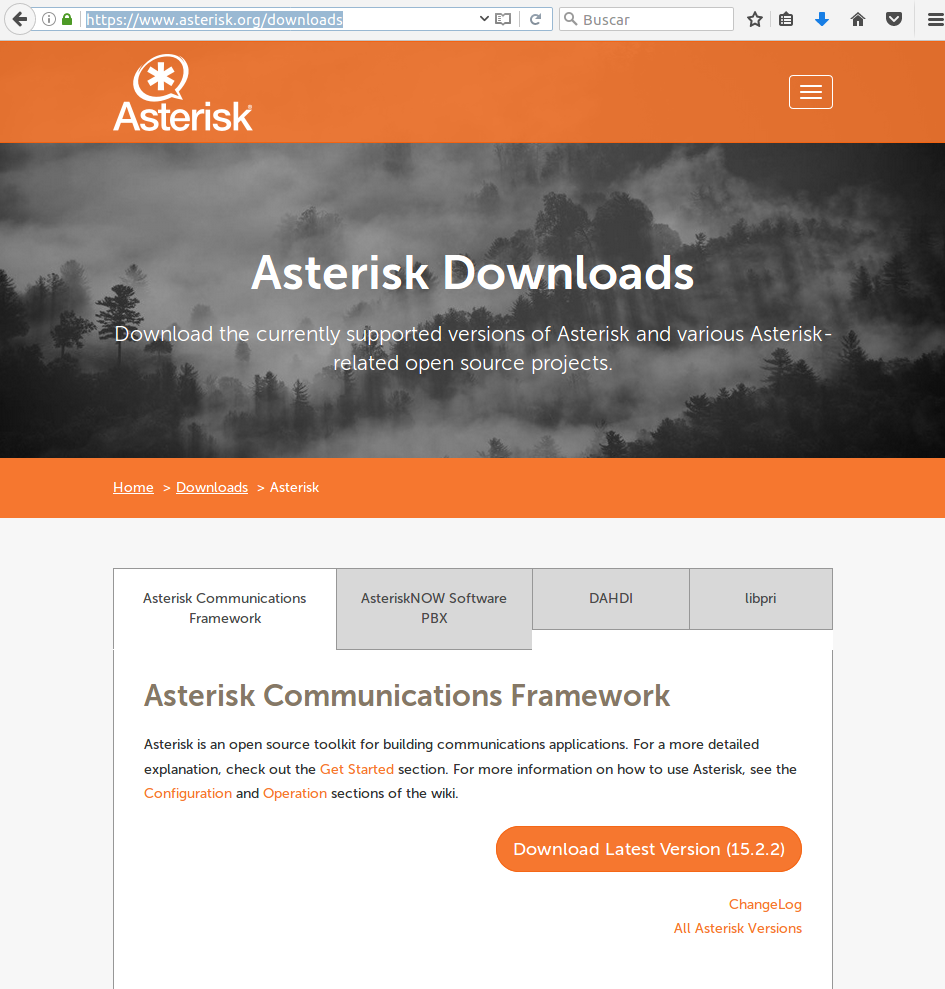 https://www.asterisk.org/downloads
Buscar
Asterisk
Asterisk Downloads
Download the currently supported versions of Asterisk and various Asterisk-
related open source projects.
Home > Downloads > Asterisk
Asterisk Communications
Framework
AsteriskNOW Software
PBX
DAHDI
libpri
Asterisk Communications Framework
Asterisk is an open source toolkit for building communications applications. For a more detailed
explanation, check out the Get Started section. For more information on how to use Asterisk, see the
Configuration and Operation sections of the wiki.
Download Latest Version (15.2.2)
ChangeLog
All Asterisk Versions